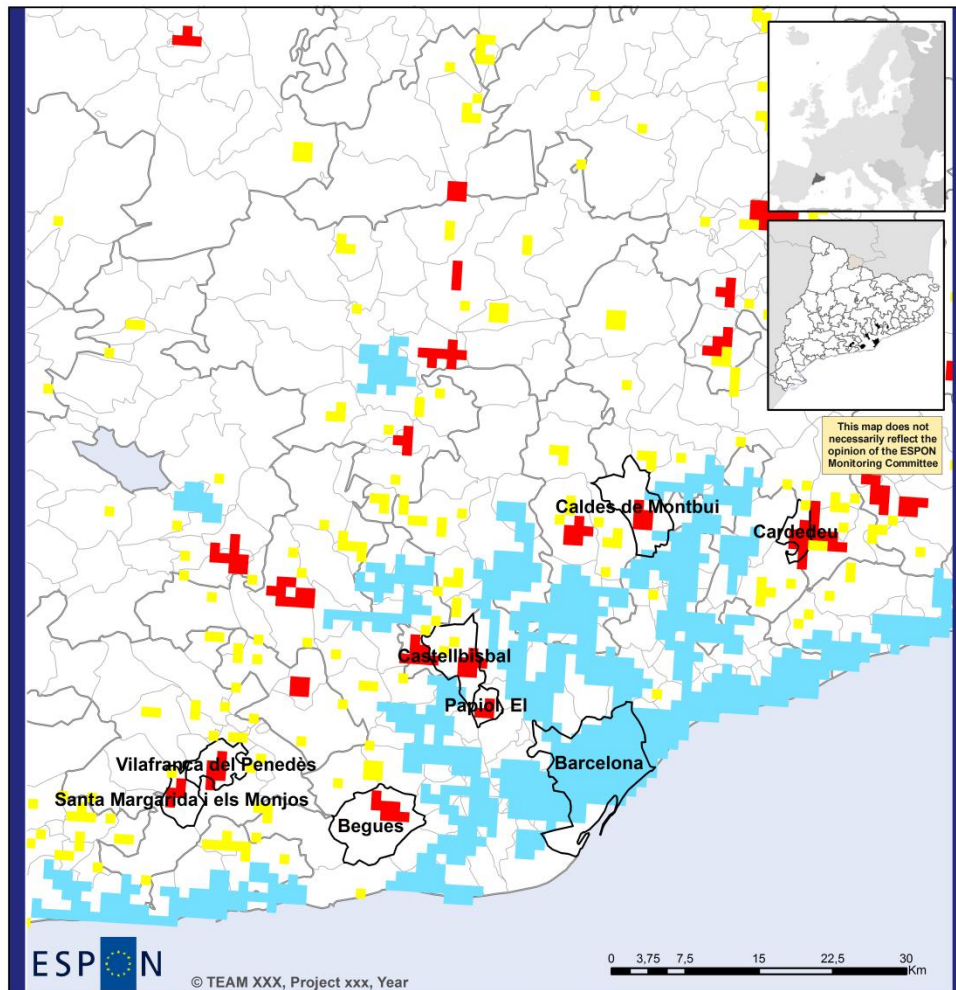 This map does not
necessarily reflect the
opinion of the ESPON
Monitoring Committee
Caldes de Montbui
Cardedeu
Castellbisbal
Papiol, El
Barcelona
Vilafranca del Penedès
Santa Margarida i els Monjos
Begues
ESPON
© TEAM XXX, Project xxx, Year
0 3,75 7,5 15 22,5 30
Km